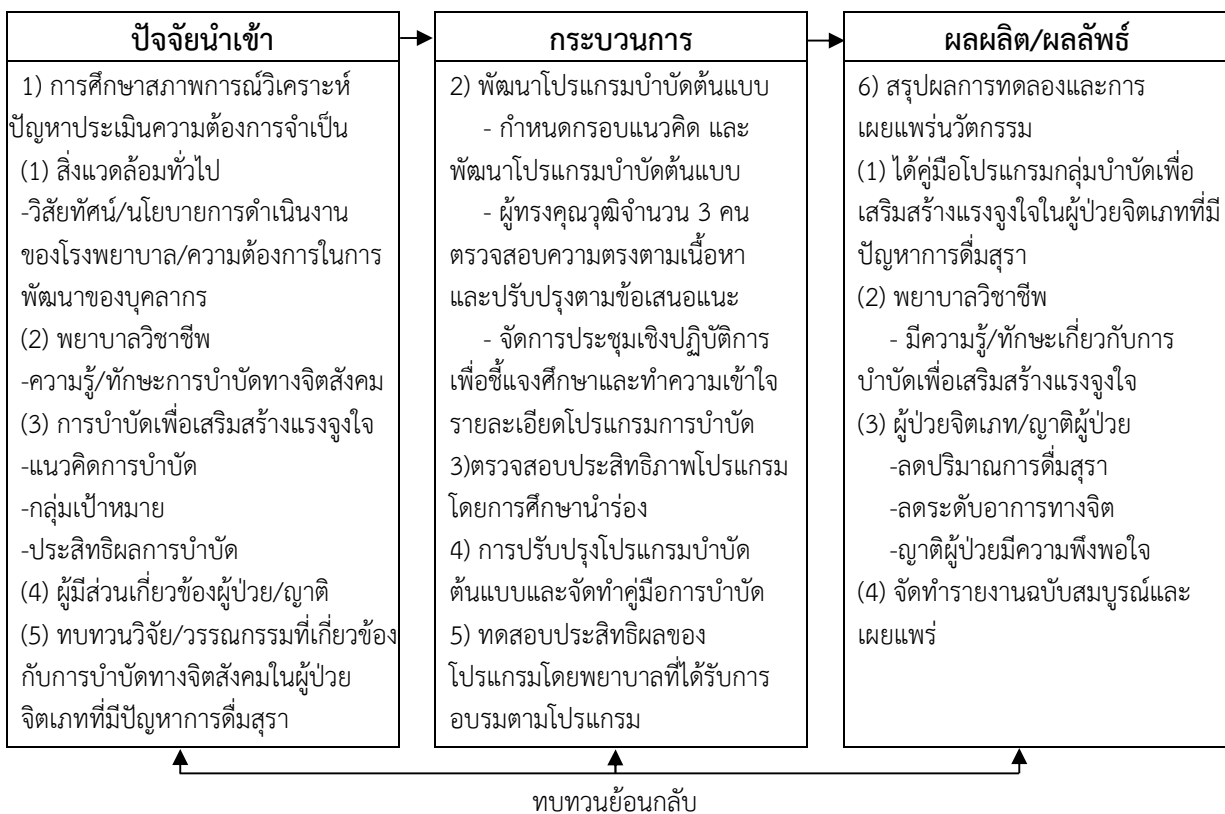 ปัจจัยนำเข้า
1) การศึกษาสภาพการณ์วิเคราะห์
ปัญหาประเมินความต้องการจำเป็น
(1) สิ่งแวดล้อมทั่วไป
-วิสัยทัศน์/นโยบายการดำเนินงาน
ของโรงพยาบาล/ความต้องการในการ
พัฒนาของบุคลากร
(2) พยาบาลวิชาชีพ
-ความรู้/ทักษะการบำบัดทางจิตสังคม
(3) การบำบัดเพื่อเสริมสร้างแรงจูงใจ
-แนวคิดการบำบัด
-กลุ่มเป้าหมาย
-ประสิทธิผลการบำบัด
(4) ผู้มีส่วนเกี่ยวข้องผู้ป่วย/ญาติ
(5) ทบทวนวิจัย/วรรณกรรมที่เกี่ยวข้อง
กับการบำบัดทางจิตสังคมในผู้ป่วย
จิตเภทที่มีปัญหาการดื่มสุรา
กระบวนการ
2) พัฒนาโปรแกรมบำบัดต้นแบบ
- กำหนดกรอบแนวคิด และ
พัฒนาโปรแกรมบำบัดต้นแบบ
- ผู้ทรงคุณวุฒิจำนวน 3 คน
ตรวจสอบความตรงตามเนื้อหา
และปรับปรุงตามข้อเสนอแนะ
- จัดการประชุมเชิงปฏิบัติการ
เพื่อชี้แจงศึกษาและทำความเข้าใจ
รายละเอียดโปรแกรมการบำบัด
3)ตรวจสอบประสิทธิภาพโปรแกรม
โดยการศึกษานำร่อง
4) การปรับปรุงโปรแกรมบำบัด
ต้นแบบและจัดทำคู่มือการบำบัด
5) ทดสอบประสิทธิผลของ
โปรแกรมโดยพยาบาลที่ได้รับการ
อบรมตามโปรแกรม
ผลผลิต/ผลลัพธ์
6) สรุปผลการทดลองและการ
เผยแพร่นวัตกรรม
(1) ได้คู่มือโปรแกรมกลุ่มบำบัดเพื่อ
เสริมสร้างแรงจูงใจในผู้ป่วยจิตเภทที่มี
ปัญหาการดื่มสุรา
(2) พยาบาลวิชาชีพ
- มีความรู้/ทักษะเกี่ยวกับการ
บำบัดเพื่อเสริมสร้างแรงจูงใจ
(3) ผู้ป่วยจิตเภท/ญาติผู้ป่วย
-ลดปริมาณการดื่มสุรา
-ลดระดับอาการทางจิต
-ญาติผู้ป่วยมีความพึงพอใจ
(4) จัดทำรายงานฉบับสมบูรณ์และ
เผยแพร่
ทบทวนย้อนกลับ